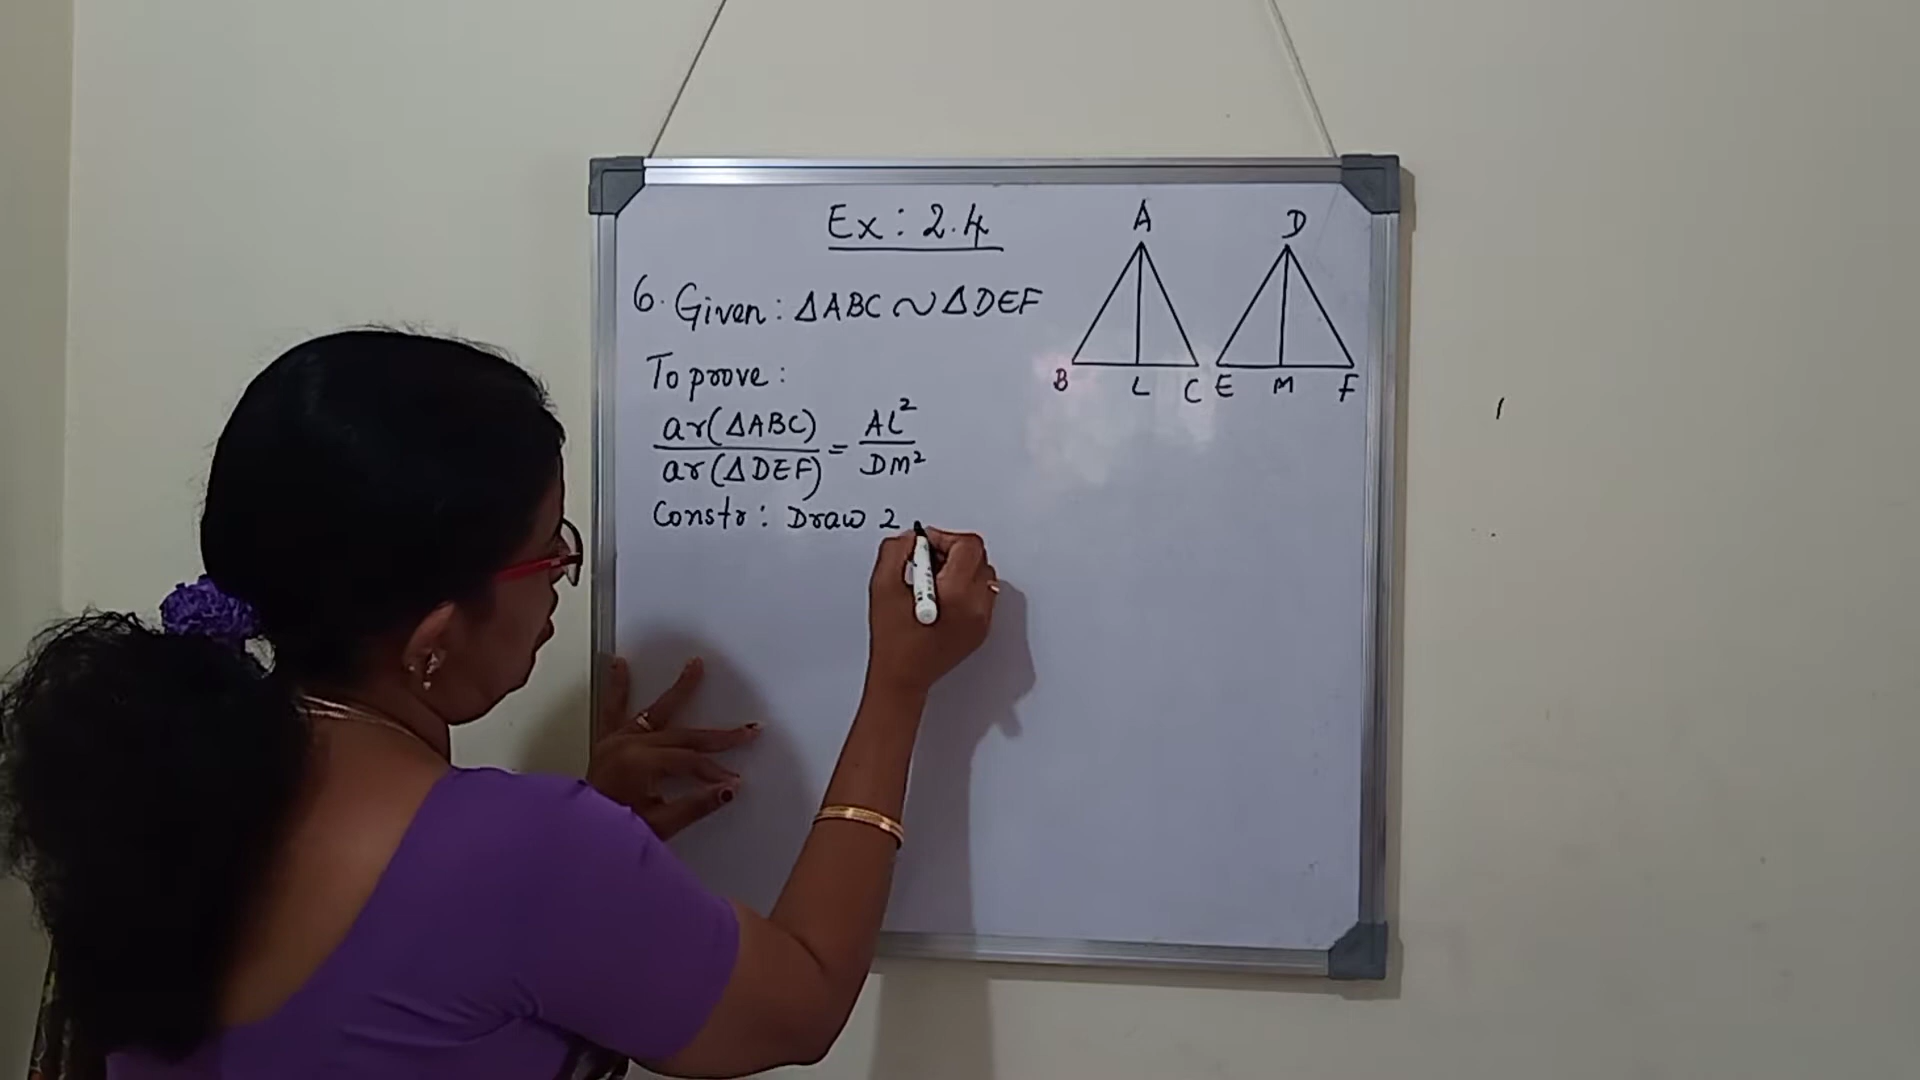 Ex: 2.4
6. Given: ΔABC ~ ΔDEF
To prove:
ar(ΔABC) / ar(ΔDEF) = AL² / DM²
Constr: Draw 2
A
B L C
D
E M F